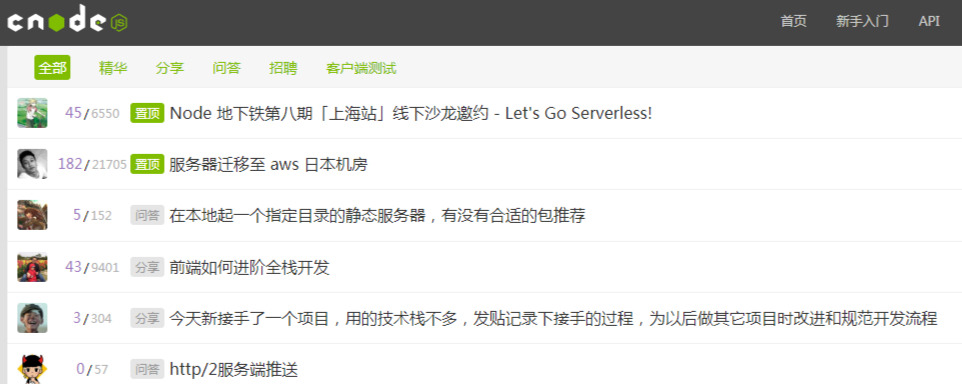 cnode JS 首页 新手入门 API
全部 精华 分享 问答 招聘 客户端测试
45/6550 置顶 Node 地下铁第八期「上海站」线下沙龙邀约 - Let's Go Serverless!
182/21705 置顶 服务器迁移至 aws 日本机房
5/152 问答 在本地起一个指定目录的静态服务器，有没有合适的包推荐
43/9401 分享 前端如何进阶全栈开发
3/304 分享 今天新接手了一个项目，用的技术栈不多，发贴记录下接手的过程，为以后做其它项目时改进和规范开发流程
0/57 问答 http/2服务端推送